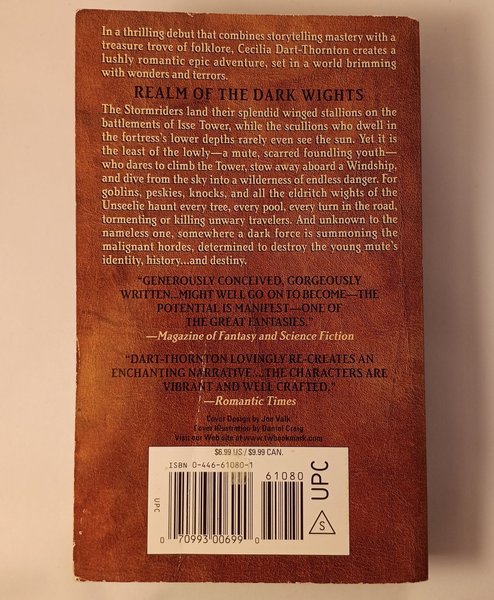 In a thrilling debut that combines storytelling mastery with a
treasure trove of folklore, Cecilia Dart-Thornton creates a
lushly romantic epic adventure, set in a world brimming
with wonders and terrors.
REALM OF THE DARK WIGHTS
The Stormriders land their splendid winged stallions on the
battlements of Isse Tower, while the scullions who dwell in
the fortress's lower depths rarely even see the sun. Yet it is
the least of the lowly—a mute, scarred foundling youth—
who dares to climb the Tower, stow away aboard a Windship,
and dive from the sky into a wilderness of endless danger. For
goblins, peskies, knocks, and all the eldritch wights of the
Unseelie haunt every tree, every pool, every turn in the road,
tormenting or killing unwary travelers. And unknown to the
nameless one, somewhere a dark force is summoning the
malignant hordes, determined to destroy the young mute's
identity, history...and destiny.
"GENEROUSLY CONCEIVED, GORGEOUSLY
WRITTEN...MIGHT WELL GO ON TO BECOME—THE
POTENTIAL IS MANIFEST—ONE OF
THE GREAT FANTASIES."
—Magazine of Fantasy and Science Fiction
"DART-THORNTON LOVINGLY RE-CREATES AN
ENCHANTING NARRATIVE...THE CHARACTERS ARE
VIBRANT AND WELL CRAFTED."
—Romantic Times
Cover Design by Jon Valk
Cover illustration by Daniel Craig
Visit our Web site at www.twbookmark.com
$6.99 US / $9.99 CAN.
ISBN 0-446-61080-1
61080
UPC
S
UPC
0 70993 00699 0